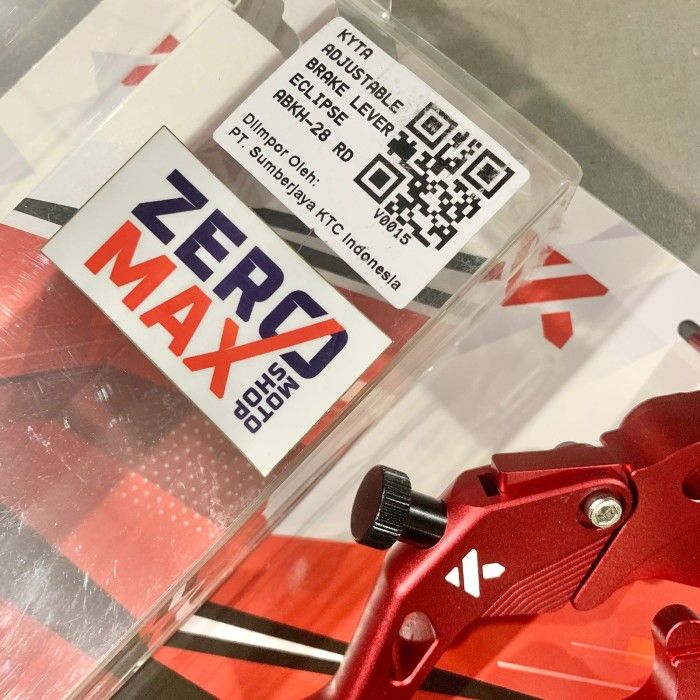 KYTA
ADJUSTABLE
BRAKE LEVER
ECLIPSE
ABKH-28 RD
V0015
DIImpor Oleh:
PT. Sumberjaya KTC Indonesia
ZERO
MAX
MOTO
SHOP